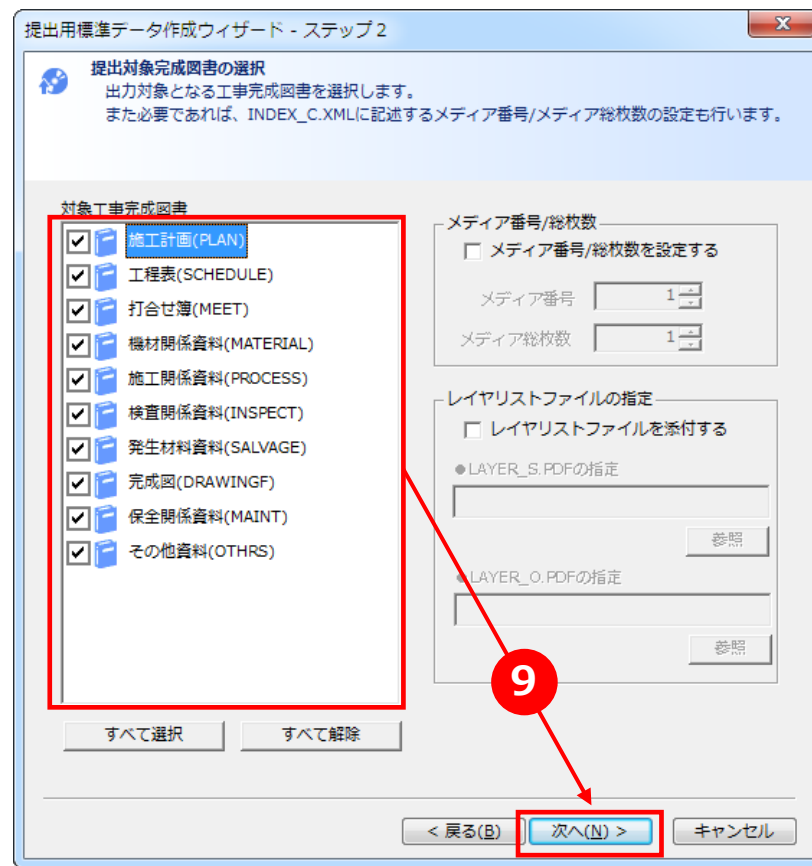 提出用標準データ作成ウィザード - ステップ2
提出対象完成図書の選択
出力対象となる工事完成図書を選択します。
また必要であれば、INDEX_C.XMLに記述するメディア番号/メディア総枚数の設定も行います。
対象工事完成図書
施工計画(PLAN)
工程表(SCHEDULE)
打合せ簿(MEET)
機材関係資料(MATERIAL)
施工関係資料(PROCESS)
検査関係資料(INSPECT)
発生材料資料(SALVAGE)
完成図(DRAWINGF)
保全関係資料(MAINT)
その他資料(OTHRS)
すべて選択
すべて解除
メディア番号/総枚数
メディア番号/総枚数を設定する
メディア番号 1
メディア総枚数 1
レイヤリストファイルの指定
レイヤリストファイルを添付する
●LAYER_S.PDFの指定
参照
●LAYER_O.PDFの指定
参照
9
< 戻る(B)
次へ(N) >
キャンセル